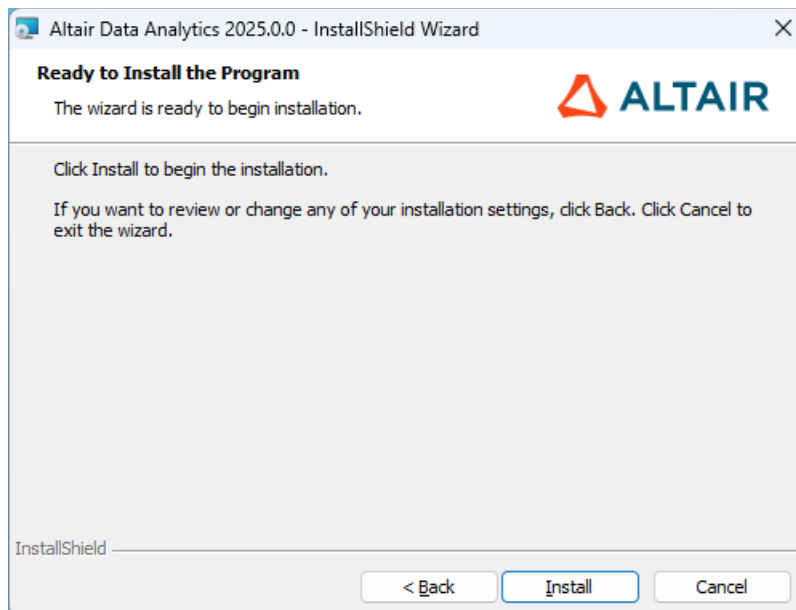 Altair Data Analytics 2025.0.0 - InstallShield Wizard
Ready to Install the Program
The wizard is ready to begin installation.
ALTAIR
Click Install to begin the installation.
If you want to review or change any of your installation settings, click Back. Click Cancel to
exit the wizard.
InstallShield
< Back
Install
Cancel